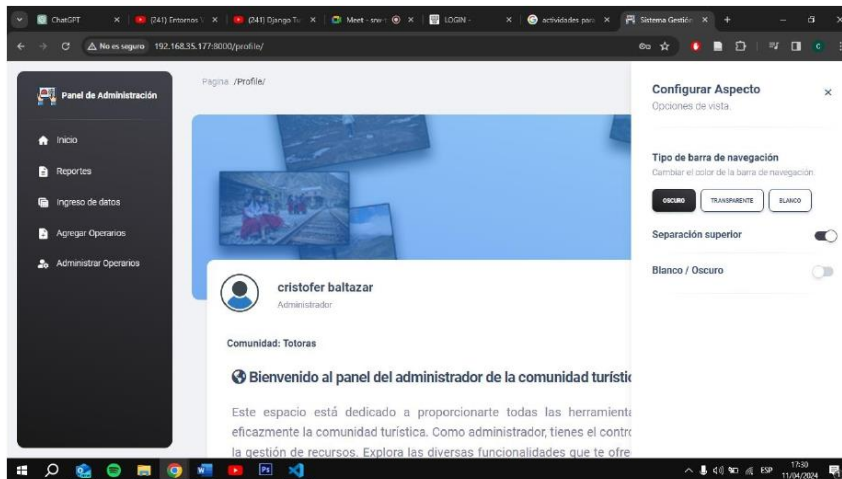 ChatGPT
(241) Entornos
(241) Django Tu
Meet - snv-
LOGIN -
actividades para
Sistema Gestión
No es seguro 192.168.35.177:8000/profile/
Panel de Administración
Inicio
Reportes
Ingreso de datos
Agregar Operarios
Administrar Operarios
Pagina /Profile/
cristofer baltazar
Administrador
Comunidad: Totoras
Bienvenido al panel del administrador de la comunidad turístic
Este espacio está dedicado a proporcionarte todas las herramienta
eficazmente la comunidad turística. Como administrador, tienes el contro
la gestión de recursos. Explora las diversas funcionalidades que te ofre
Configurar Aspecto
Opciones de vista.
Tipo de barra de navegación
Cambiar el color de la barra de navegación
OSCURO
TRANSPARENTE
BLANCO
Separación superior
Blanco / Oscuro
ESP
17:30
11/04/2024